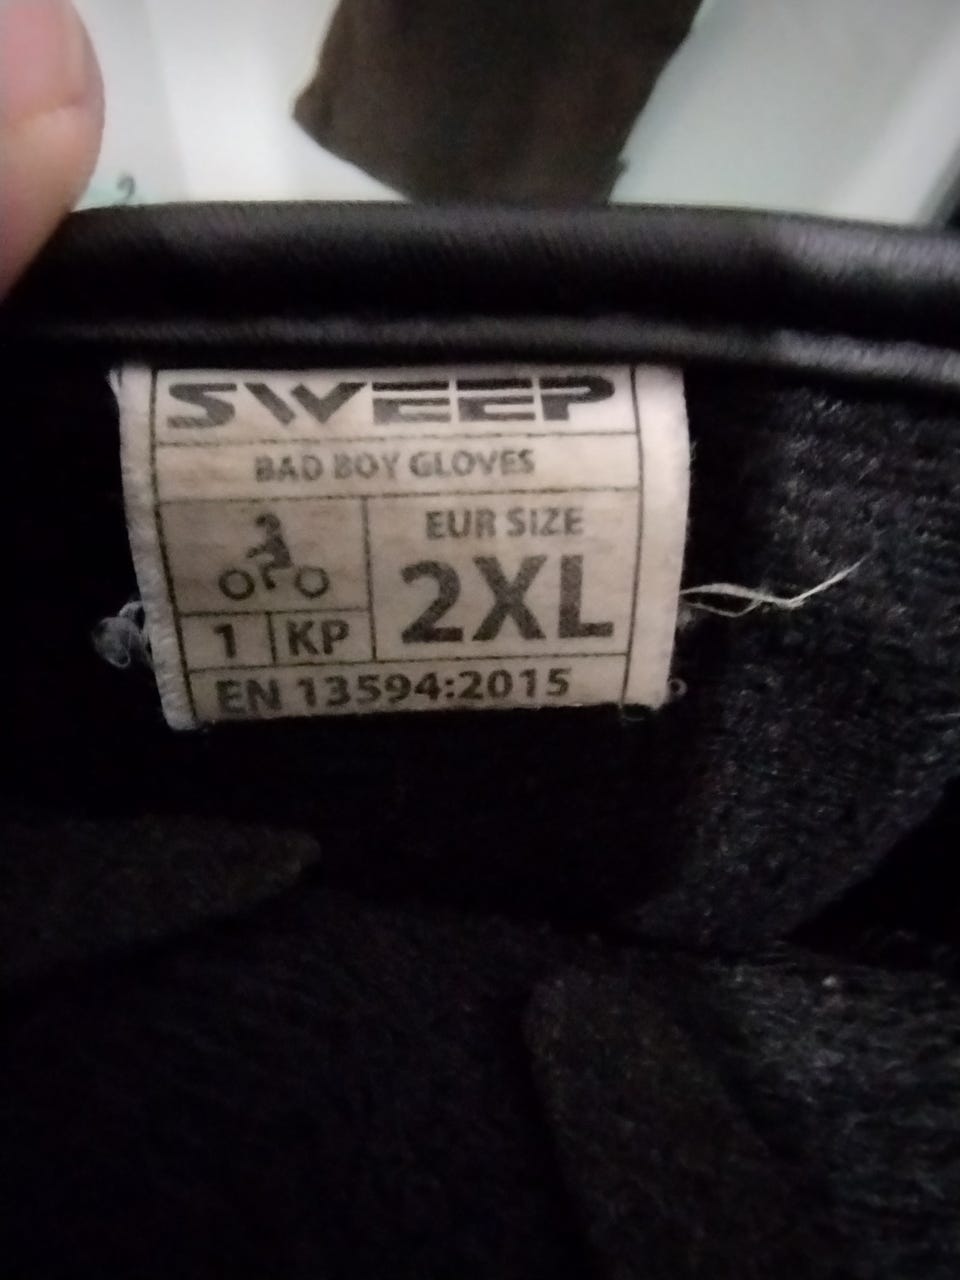 SWEEP
BAD BOY GLOVES
EUR SIZE
2XL
1 KP
EN 13594:2015